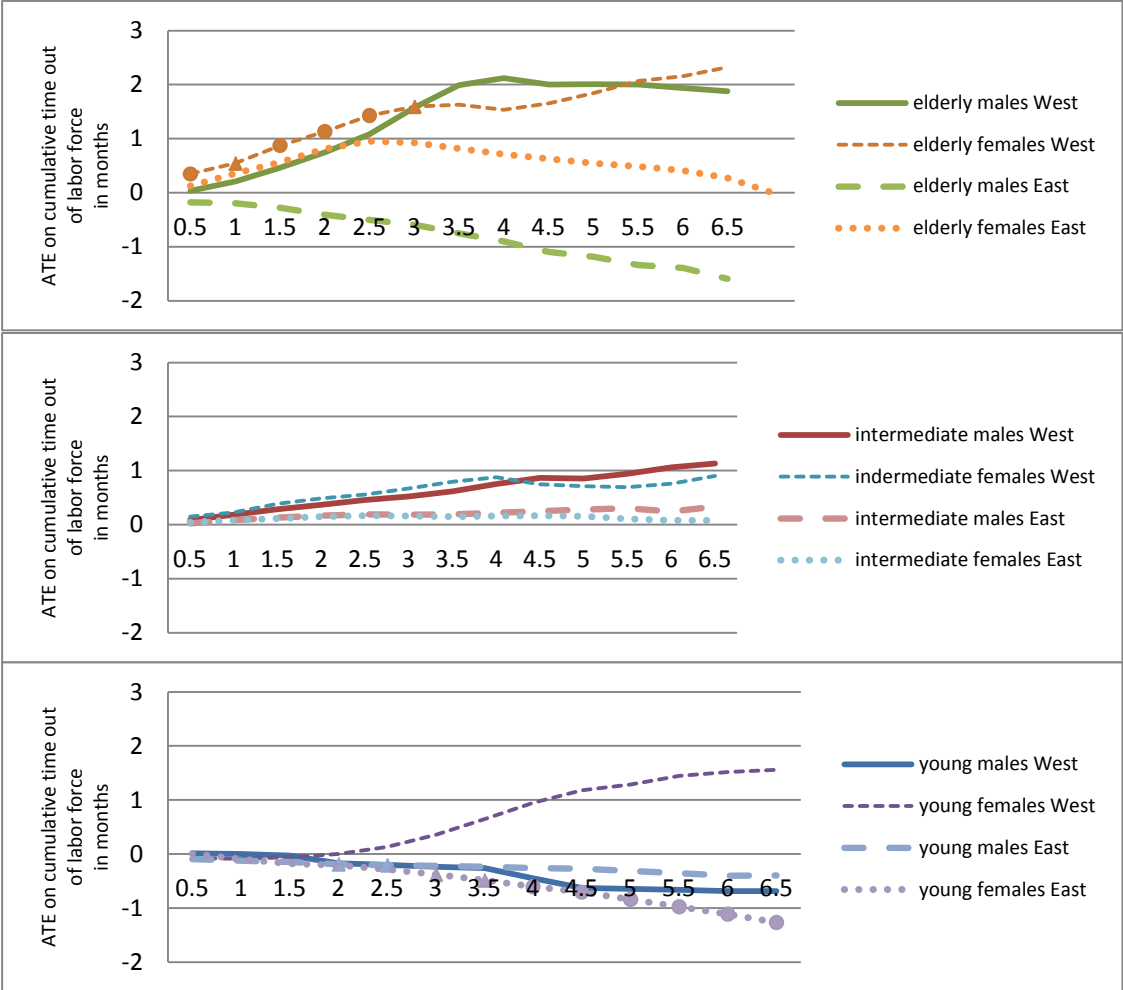 ATE on cumulative time out
of labor force
in months
3
2
1
0
-1
-2
0.5 1 1.5 2 2.5 3 3.5 4 4.5 5 5.5 6 6.5
elderly males West
elderly females West
elderly males East
elderly females East
ATE on cumulative time out
of labor force
in months
3
2
1
0
-1
-2
0.5 1 1.5 2 2.5 3 3.5 4 4.5 5 5.5 6 6.5
intermediate males West
indermediate females West
intermediate males East
intermediate females East
ATE on cumulative time out
of labor force
in months
3
2
1
0
-1
-2
0.5 1 1.5 2 2.5 3 3.5 4 4.5 5 5.5 6 6.5
young males West
young females West
young males East
young females East